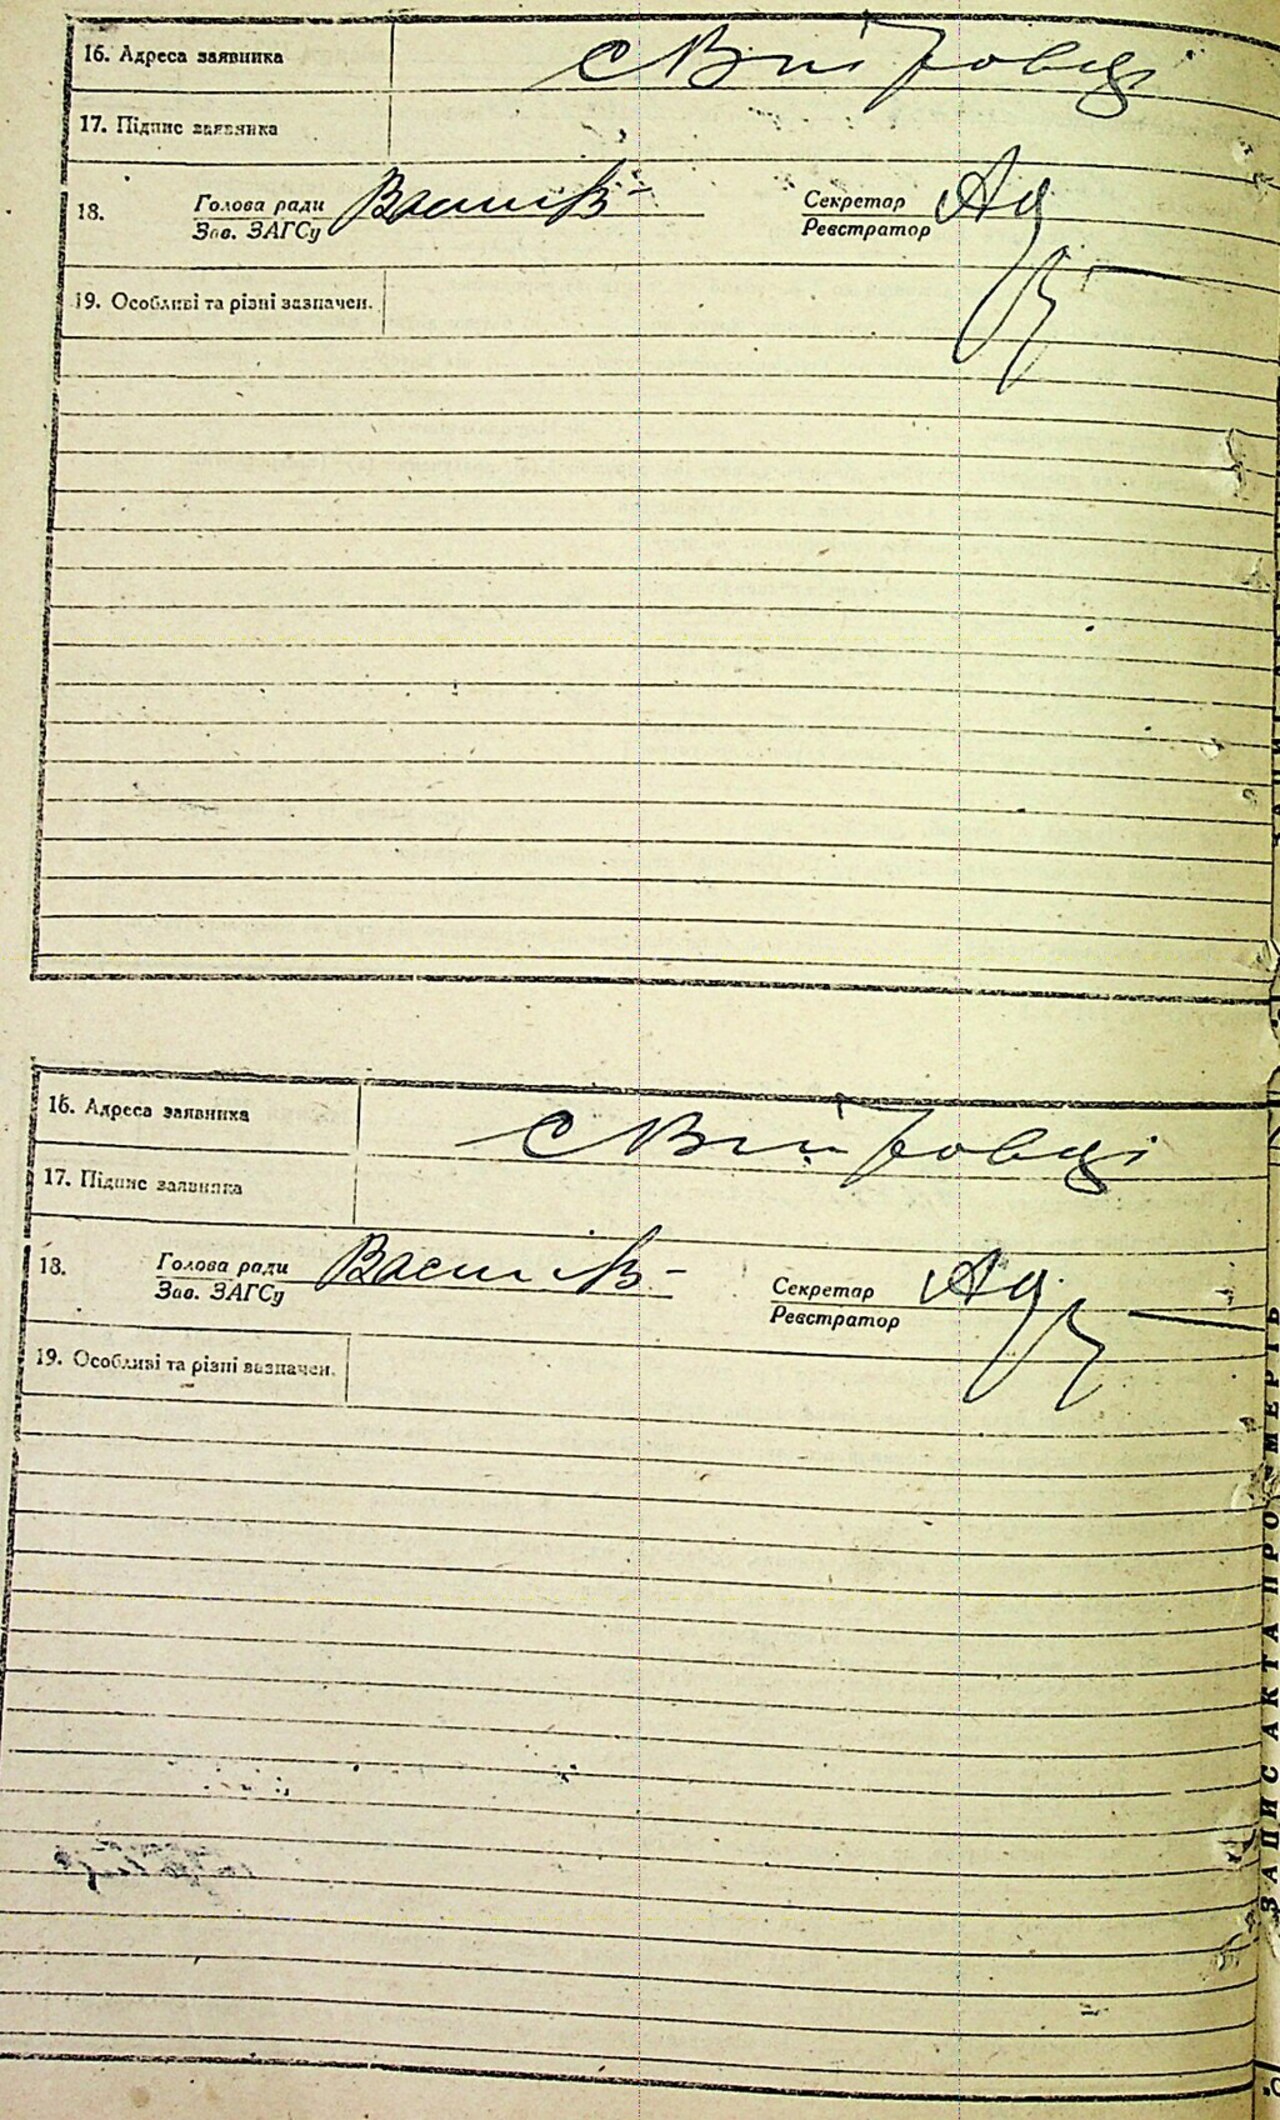 16. Адреса заявника с Вітровці
17. Підпис заявника
18. Голова ради Секретар
Зав. ЗАГСу Реєстратор
19. Особливі та різні зазначен.
16. Адреса заявника с Вітровці
17. Підпис заявника
18. Голова ради Секретар
Зав. ЗАГСу Реєстратор
19. Особливі та різні зазначен.
ЗАПИС АКТА ПРО СМЕРТЬ